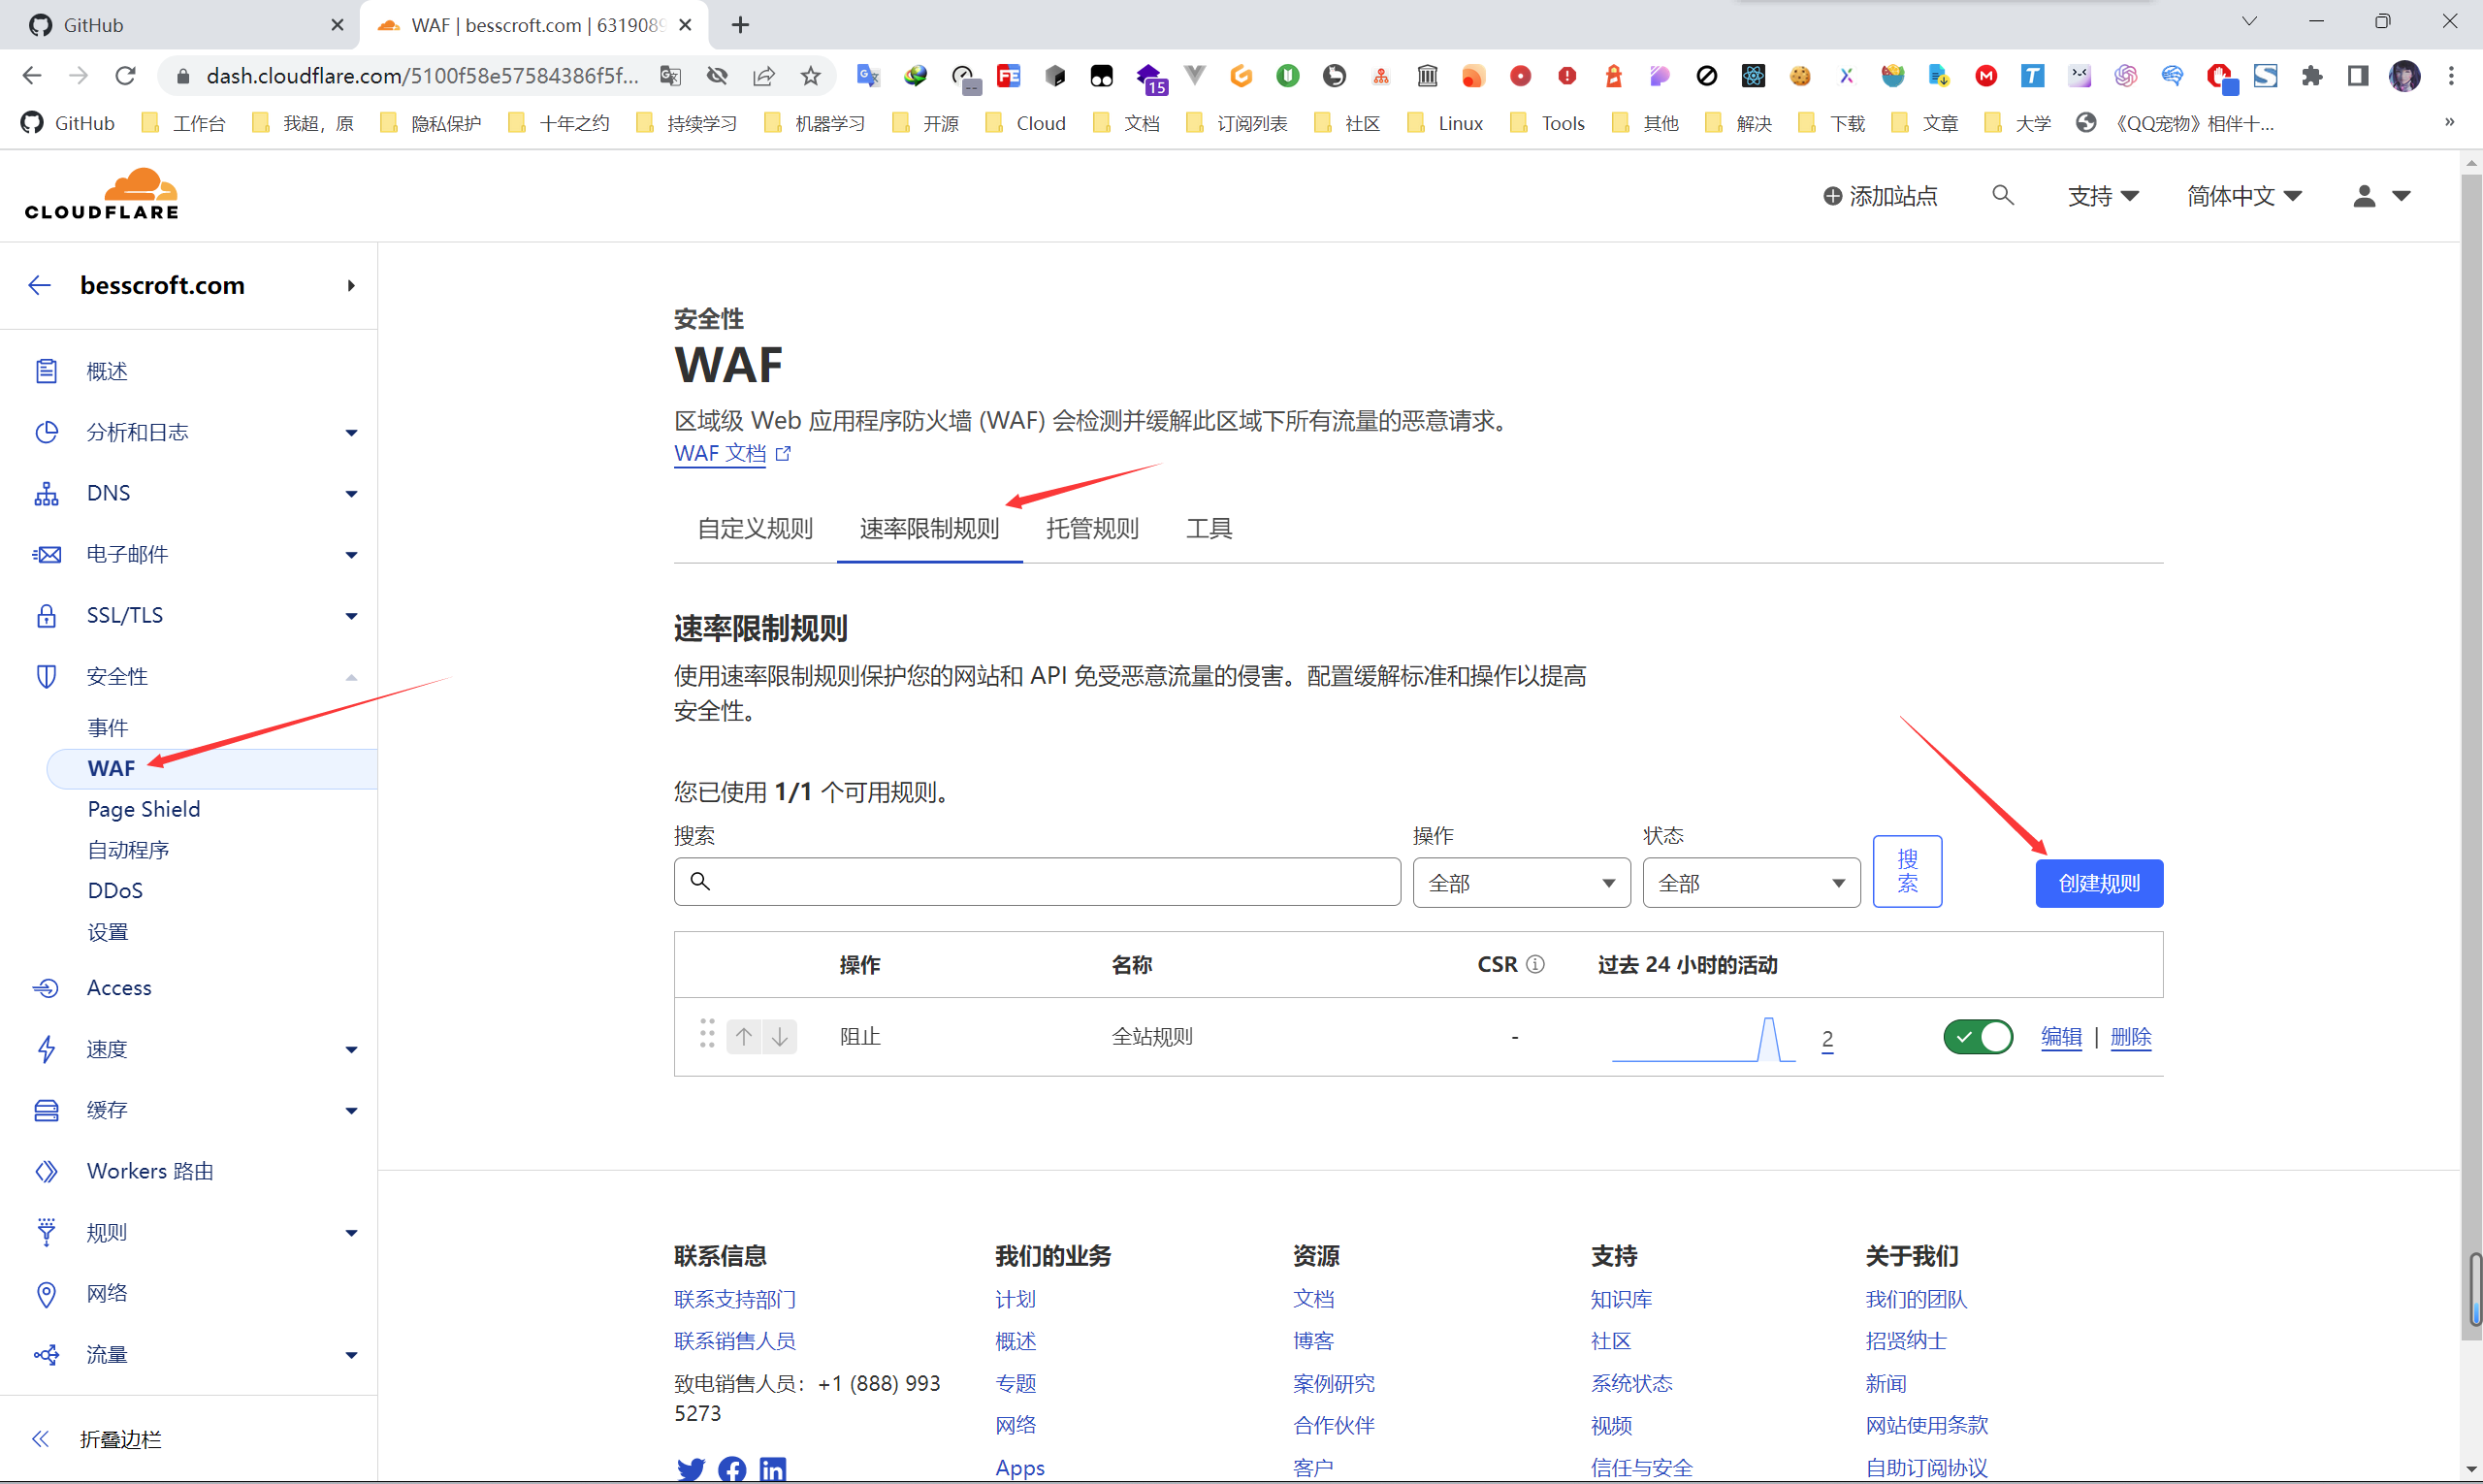 GitHub
WAF | besscroft.com | 6319089
dash.cloudflare.com/5100f58e57584386f5f...
15
GitHub 工作台 我超，原 隐私保护 十年之约 持续学习 机器学习 开源 Cloud 文档 订阅列表 社区 Linux Tools 其他 解决 下载 文章 大学 《QQ宠物》相伴十... »
CLOUDFLARE
添加站点 支持 简体中文
besscroft.com
概述
分析和日志
DNS
电子邮件
SSL/TLS
安全性
事件
WAF
Page Shield
自动程序
DDoS
设置
Access
速度
缓存
Workers 路由
规则
网络
流量
折叠边栏
安全性
WAF
区域级 Web 应用程序防火墙 (WAF) 会检测并缓解此区域下所有流量的恶意请求。
WAF 文档
自定义规则 速率限制规则 托管规则 工具
速率限制规则
使用速率限制规则保护您的网站和 API 免受恶意流量的侵害。配置缓解标准和操作以提高
安全性。
您已使用 1/1 个可用规则。
搜索 操作 状态
全部 全部 搜索 创建规则
操作 名称 CSR 过去 24 小时的活动
阻止 全站规则 - 2 编辑 | 删除
联系信息
联系支持部门
联系销售人员
致电销售人员：+1 (888) 993
5273
我们的业务
计划
概述
专题
网络
Apps
资源
文档
博客
案例研究
合作伙伴
客户
支持
知识库
社区
系统状态
视频
信任与安全
关于我们
我们的团队
招贤纳士
新闻
网站使用条款
自助订阅协议